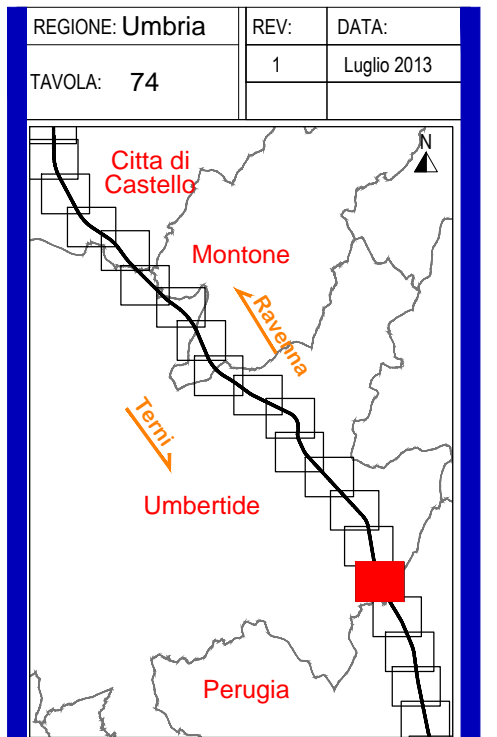 REGIONE: Umbria
REV:
DATA:
TAVOLA: 74
1
Luglio 2013
N
Citta di
Castello
Montone
Ravenna
Terni
Umbertide
Perugia